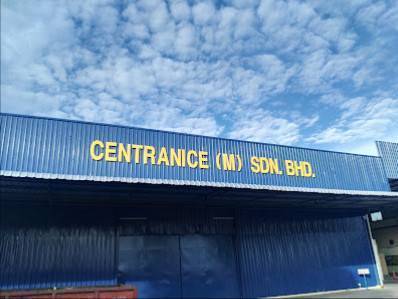 CENTRANICE (M) SDN. BHD.